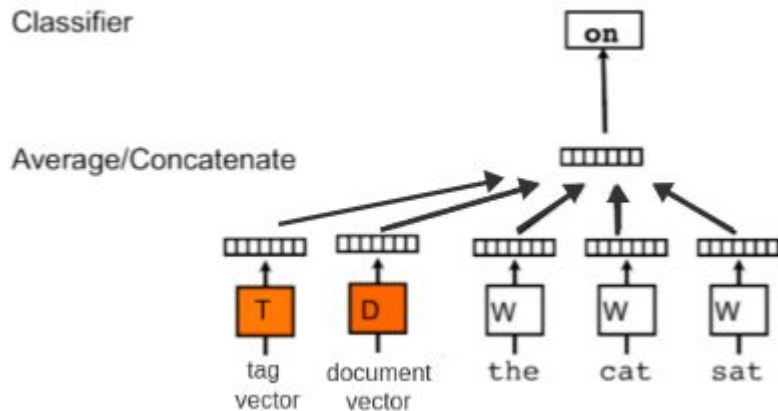 Classifier
on
Average/Concatenate
T
D
W
W
W
tag
vector
document
vector
the
cat
sat